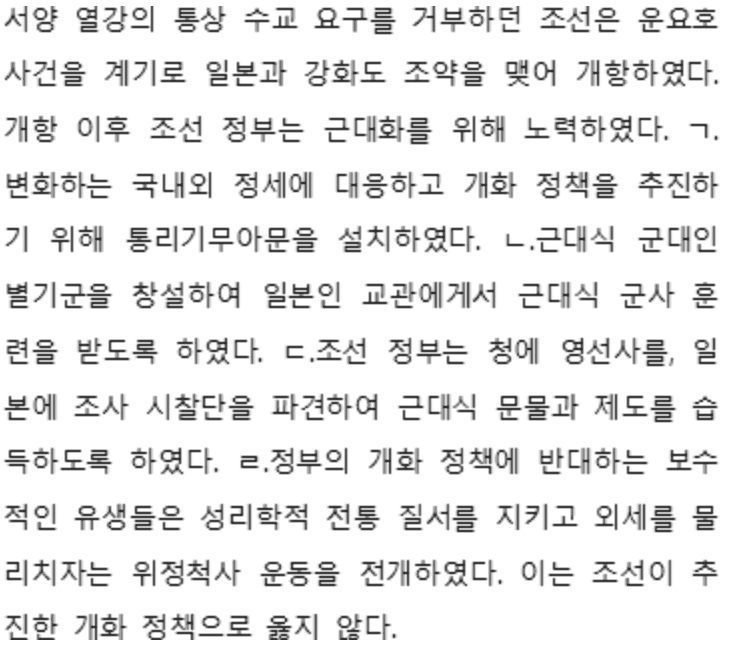 서양 열강의 통상 수교 요구를 거부하던 조선은 운요호
사건을 계기로 일본과 강화도 조약을 맺어 개항하였다.
개항 이후 조선 정부는 근대화를 위해 노력하였다. ㄱ.
변화하는 국내외 정세에 대응하고 개화 정책을 추진하
기 위해 통리기무아문을 설치하였다. ㄴ.근대식 군대인
별기군을 창설하여 일본인 교관에게서 근대식 군사 훈
련을 받도록 하였다. ㄷ.조선 정부는 청에 영선사를, 일
본에 조사 시찰단을 파견하여 근대식 문물과 제도를 습
득하도록 하였다. ㄹ.정부의 개화 정책에 반대하는 보수
적인 유생들은 성리학적 전통 질서를 지키고 외세를 물
리치자는 위정척사 운동을 전개하였다. 이는 조선이 추
진한 개화 정책으로 옳지 않다.